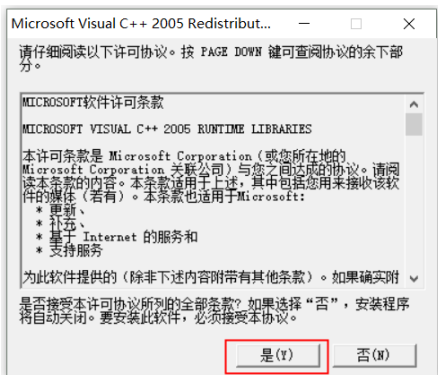 Microsoft Visual C++ 2005 Redistribut...
请仔细阅读以下许可协议。按 PAGE DOWN 键可查阅协议的余下部
分。
MICROSOFT软件许可条款
MICROSOFT VISUAL C++ 2005 RUNTIME LIBRARIES
本许可条款是 Microsoft Corporation（或您所在地的
Microsoft Corporation 关联公司）与您之间达成的协议。请阅
读本条款的内容。本条款适用于上述，其中包括您用来接收该软
件的媒体（若有）。本条款也适用于Microsoft：
* 更新、
* 补充、
* 基于 Internet 的服务和
* 支持服务
为此软件提供的（除非下述内容附带有其他条款）。如果确实附
是否接受本许可协议所列的全部条款？如果选择“否”，安装程序
将自动关闭。要安装此软件，必须接受本协议。
是(Y)
否(N)